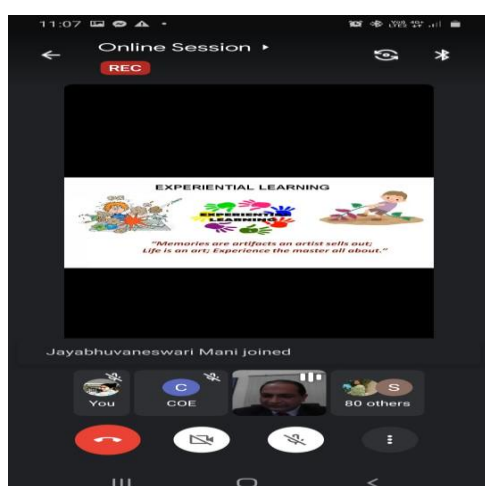 11:07
Online Session
REC
EXPERIENTIAL LEARNING
EXPERIENTIAL
LEARNING
"Memories are artifacts an artist sells out;
Life is an art; Experience the master all about."
Jayabhuvaneswari Mani joined
You
C
COE
S
80 others